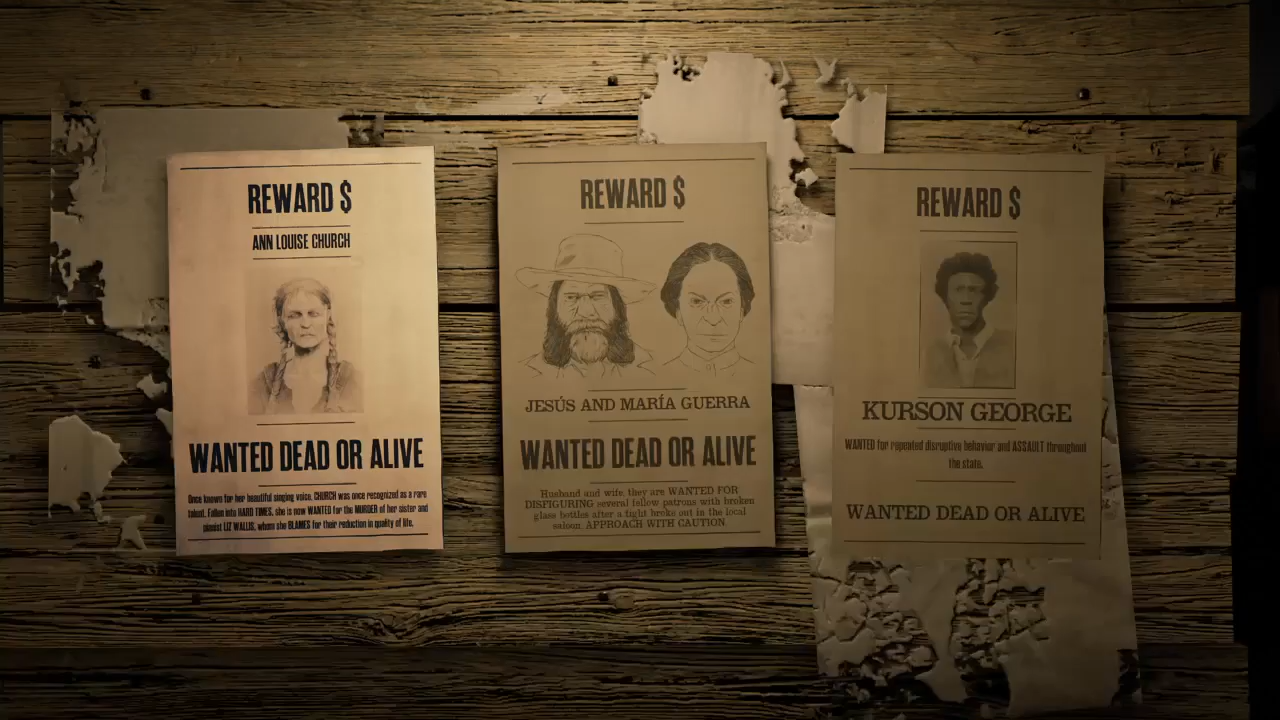 REWARD $
ANN LOUISE CHURCH
WANTED DEAD OR ALIVE
Once known for her beautiful singing voice, CHURCH was once recognized as a rare
talent. Fallen into HARD TIMES, she is now WANTED for the MURDER of her sister and
pianist LIZ WALLIS, whom she BLAMES for their reduction in quality of life.
REWARD $
JESÚS AND MARÍA GUERRA
WANTED DEAD OR ALIVE
Husband and wife, they are WANTED FOR
DISFIGURING several fellow patrons with broken
glass bottles after a fight broke out in the local
saloon. APPROACH WITH CAUTION.
REWARD $
KURSON GEORGE
WANTED for repeated disruptive behavior and ASSAULT throughout
the state.
WANTED DEAD OR ALIVE